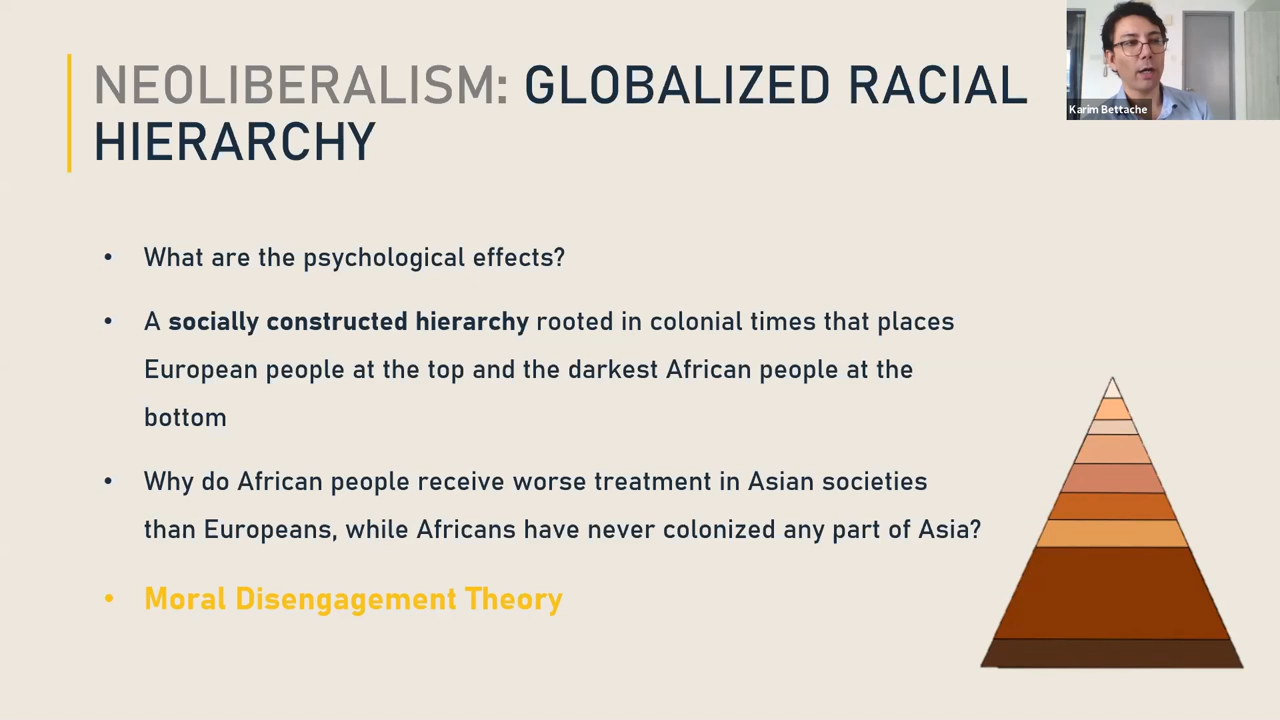 NEOLIBERALISM: GLOBALIZED RACIAL
HIERARCHY
Karim Bettache
• What are the psychological effects?
• A socially constructed hierarchy rooted in colonial times that places
European people at the top and the darkest African people at the
bottom
• Why do African people receive worse treatment in Asian societies
than Europeans, while Africans have never colonized any part of Asia?
• Moral Disengagement Theory